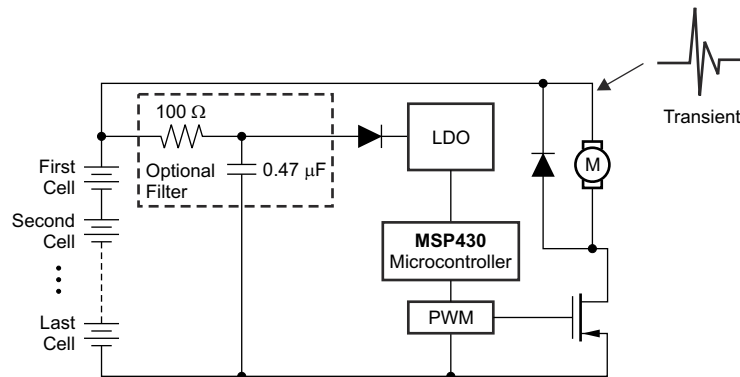 Transient
100 Ω
Optional
Filter
0.47 μF
LDO
M
First
Cell
Second
Cell
MSP430
Microcontroller
PWM
Last
Cell